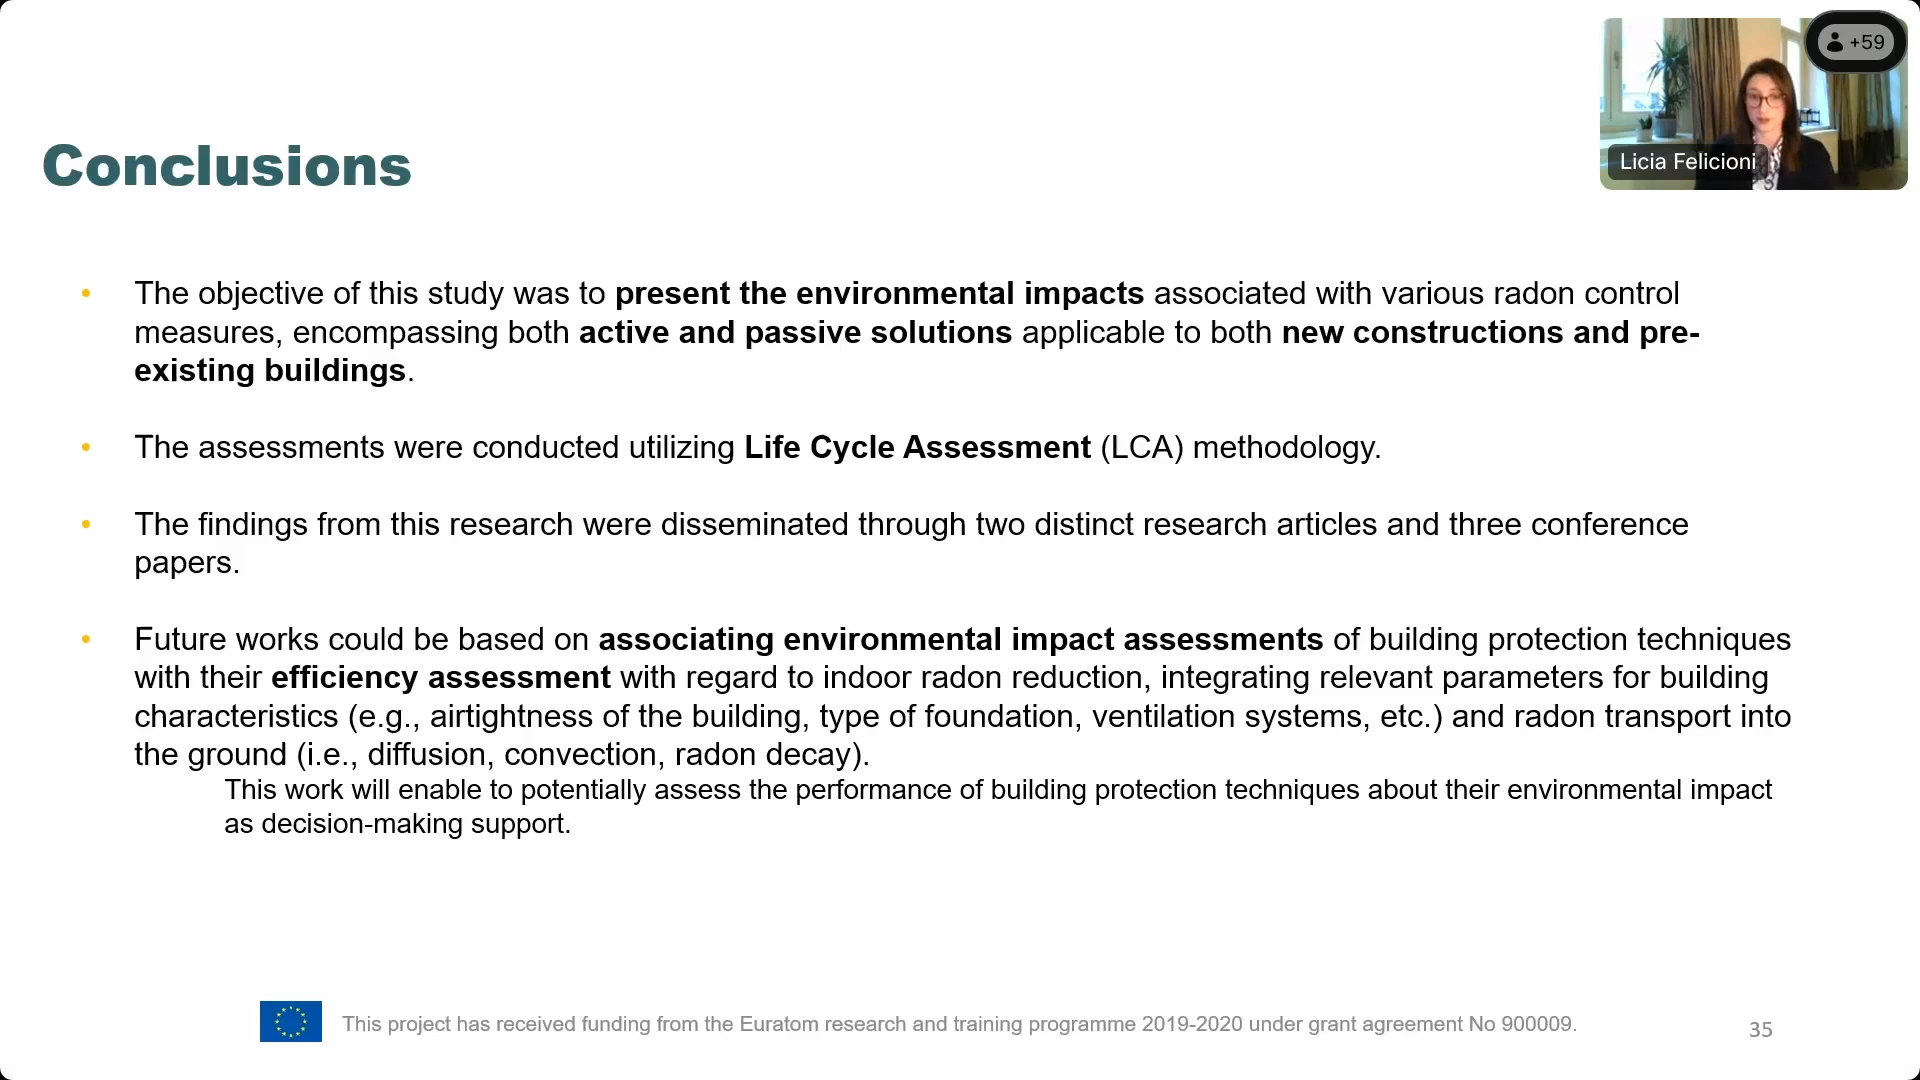 +59
Licia Felicioni
Conclusions
• The objective of this study was to present the environmental impacts associated with various radon control
measures, encompassing both active and passive solutions applicable to both new constructions and pre-
existing buildings.
• The assessments were conducted utilizing Life Cycle Assessment (LCA) methodology.
• The findings from this research were disseminated through two distinct research articles and three conference
papers.
• Future works could be based on associating environmental impact assessments of building protection techniques
with their efficiency assessment with regard to indoor radon reduction, integrating relevant parameters for building
characteristics (e.g., airtightness of the building, type of foundation, ventilation systems, etc.) and radon transport into
the ground (i.e., diffusion, convection, radon decay).
This work will enable to potentially assess the performance of building protection techniques about their environmental impact
as decision-making support.
This project has received funding from the Euratom research and training programme 2019-2020 under grant agreement No 900009.
35